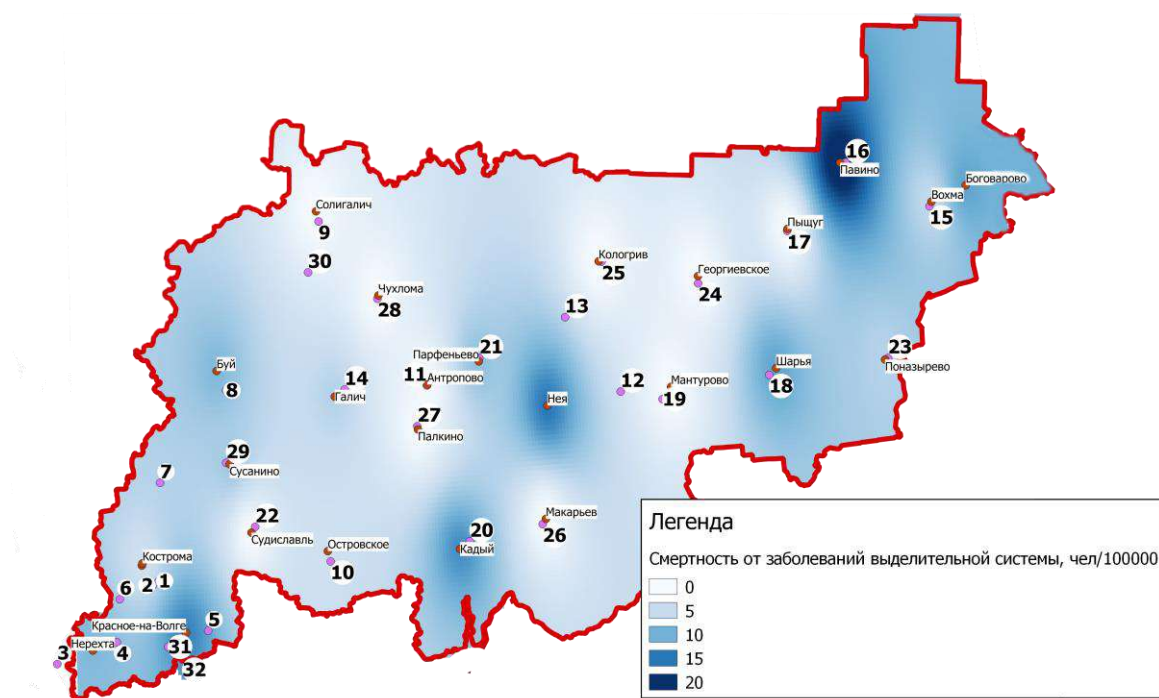 16
Павино
Боговарово
Вохма
15
Солигалич
9
Пыщуг
17
30
Кологрив
25
Георгиевское
24
Чухлома
28
13
21
Парфеньево
23
Поназырево
Буй
8
14
Галич
11
Антропово
Шарья
18
12
Мантурово
19
Нея
27
Палкино
29
Сусанино
7
22
Судиславль
Макарьев
26
20
Кадый
Островское
10
Кострома
2
1
6
Красное-на-Волге
5
Нерехта
3
4
31
32
Легенда
Смертность от заболеваний выделительной системы, чел/100000
0
5
10
15
20